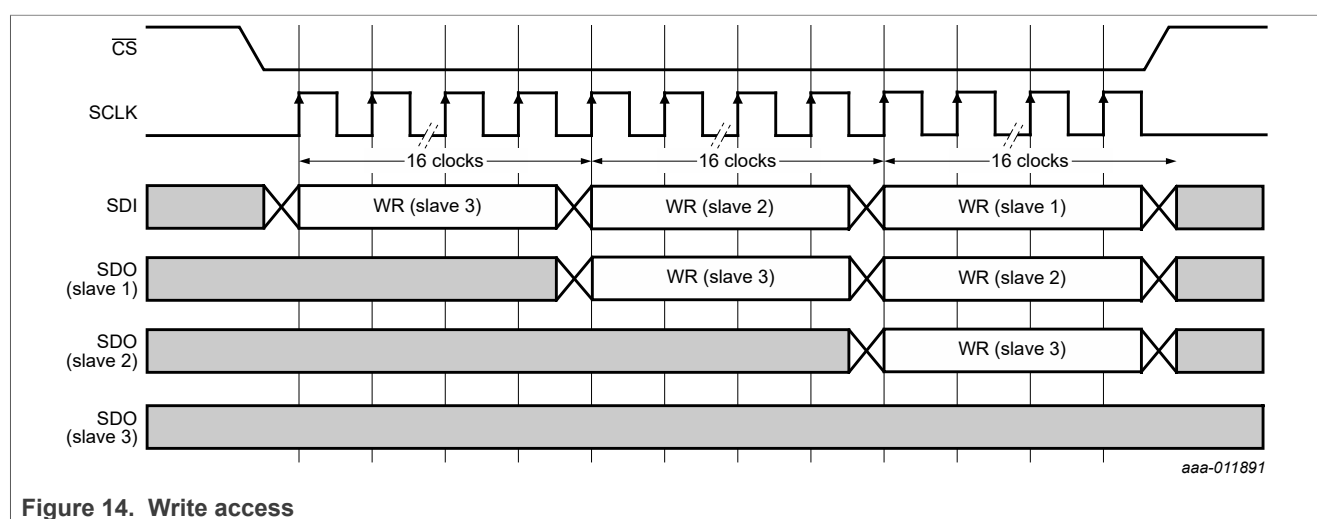 CS
SCLK
16 clocks 16 clocks 16 clocks
SDI WR (slave 3) WR (slave 2) WR (slave 1)
SDO
(slave 1) WR (slave 3) WR (slave 2)
SDO
(slave 2) WR (slave 3)
SDO
(slave 3)
aaa-011891
Figure 14. Write access